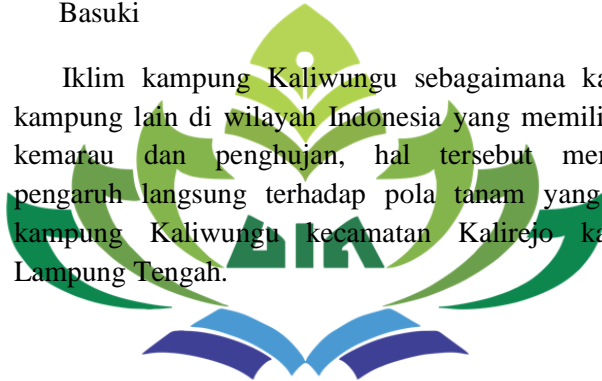 Basuki
Iklim kampung Kaliwungu sebagaimana ka
kampung lain di wilayah Indonesia yang memili
kemarau dan penghujan, hal tersebut mer
pengaruh langsung terhadap pola tanam yang
kampung Kaliwungu kecamatan Kalirejo ka
Lampung Tengah.